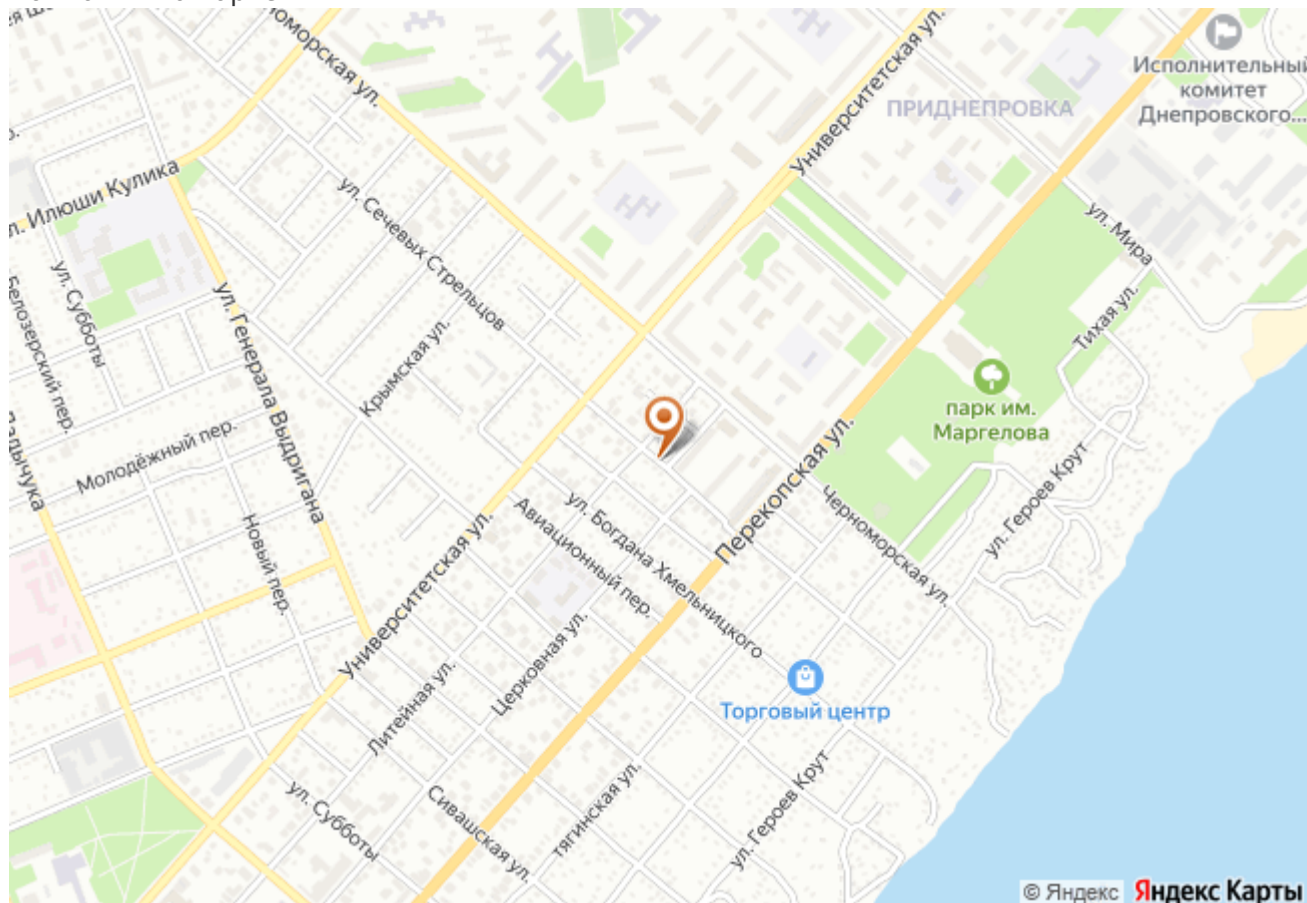 Черноморская ул.
Университетская ул.
Исполнительный
комитет
Днепровского...
ПРИДНЕПРОВКА
ул. Илюши Кулика
ул. Сечевых Стрельцов
ул. Мира
Тихая ул.
ул. Субботы
Белозерский пер.
ул. Генерала Выдригана
Крымская ул.
парк им.
Маргелова
Молодёжный пер.
Перекопская ул.
ул. Героев Крут
Черноморская ул.
Новый пер.
Университетская ул.
Авиационный пер.
ул. Богдана Хмельницкого
Церковная ул.
Литейная ул.
Торговый центр
ул. Субботы
Сивашская ул.
тягинская ул.
ул. Героев Крут
© Яндекс Яндекс Карты